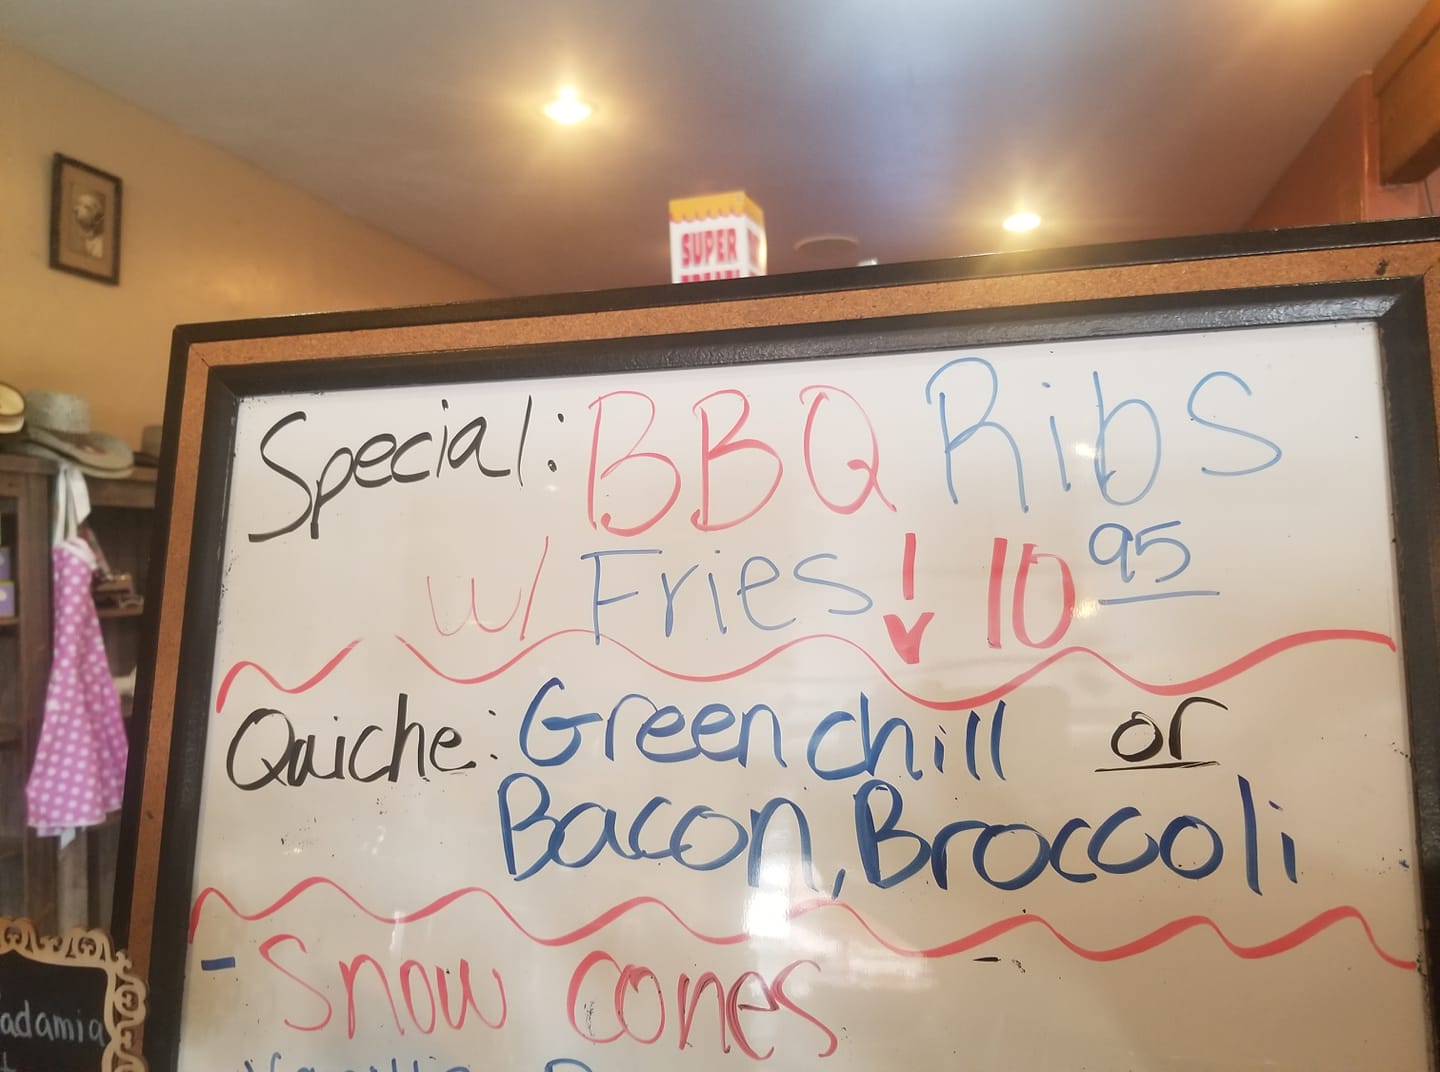 SUPER
Special: BBQ Ribs
w/ Fries! 10 95
Quiche: Green chill or
Bacon, Broccoli
- Snow cones
adamia